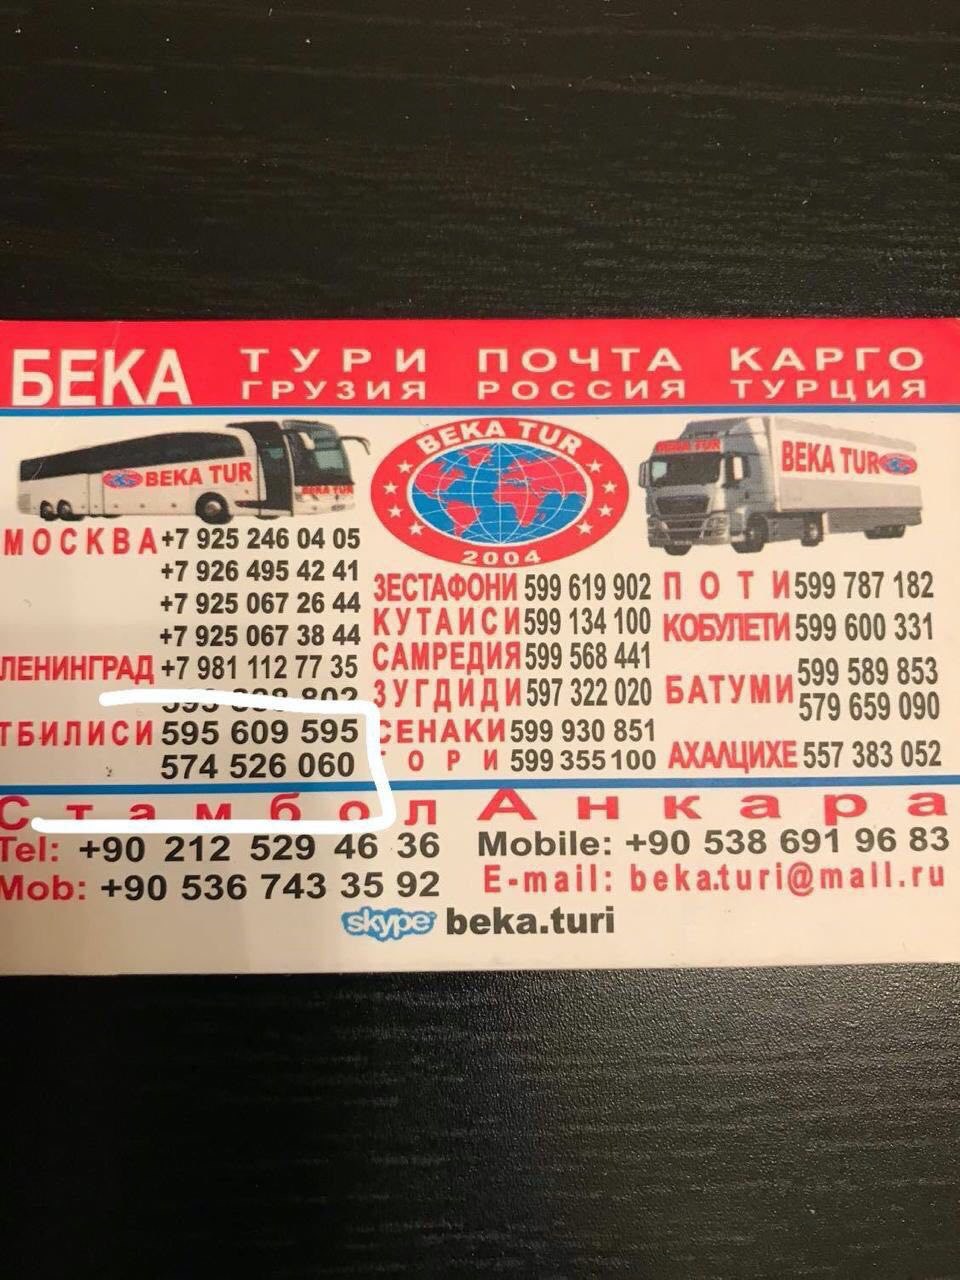 БЕКА
ТУРИ ПОЧТА КАРГО
ГРУЗИЯ РОССИЯ ТУРЦИЯ
BEKA TUR
BEKA TUR
BEKA TUR
2004
BEKA TUR
BEKA TUR
МОСКВА +7 925 246 04 05
+7 926 495 42 41
+7 925 067 26 44
+7 925 067 38 44
ЛЕНИНГРАД +7 981 112 77 35
ТБИЛИСИ 595 609 595
574 526 060
ЗЕСТАФОНИ 599 619 902
КУТАИСИ 599 134 100
САМРЕДИЯ 599 568 441
ЗУГДИДИ 597 322 020
СЕНАКИ 599 930 851
ГОРИ 599 355 100
ПОТИ 599 787 182
КОБУЛЕТИ 599 600 331
БАТУМИ 599 589 853
579 659 090
АХАЛЦИХЕ 557 383 052
Стамбол Анкара
Tel: +90 212 529 46 36 Mobile: +90 538 691 96 83
Mob: +90 536 743 35 92 E-mail: beka.turi@mail.ru
skype beka.turi